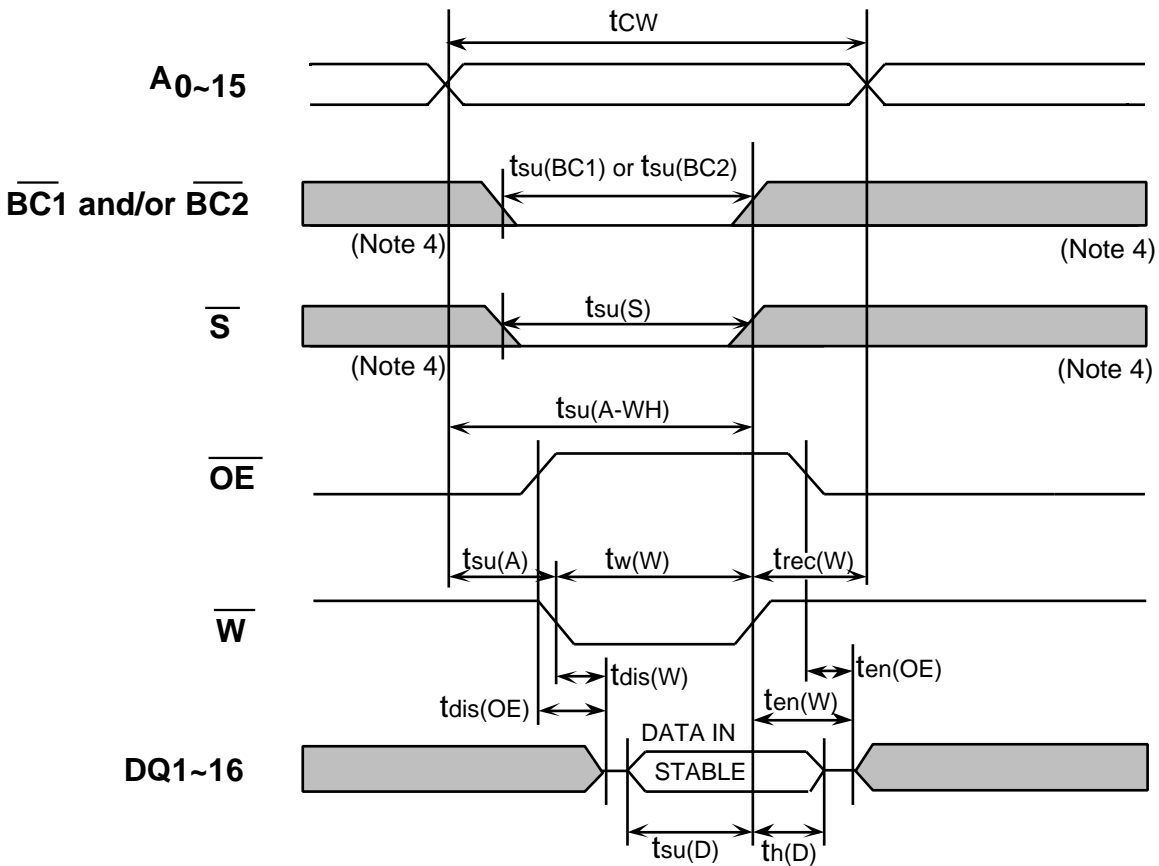 tCW
A0~15
tsu(BC1) or tsu(BC2)
BC1 and/or BC2
(Note 4)
(Note 4)
S
tsu(S)
(Note 4)
(Note 4)
tsu(A-WH)
OE
tsu(A)
tw(W)
trec(W)
W
tdis(W)
ten(OE)
tdis(OE)
ten(W)
DATA IN
DQ1~16
STABLE
tsu(D)
th(D)